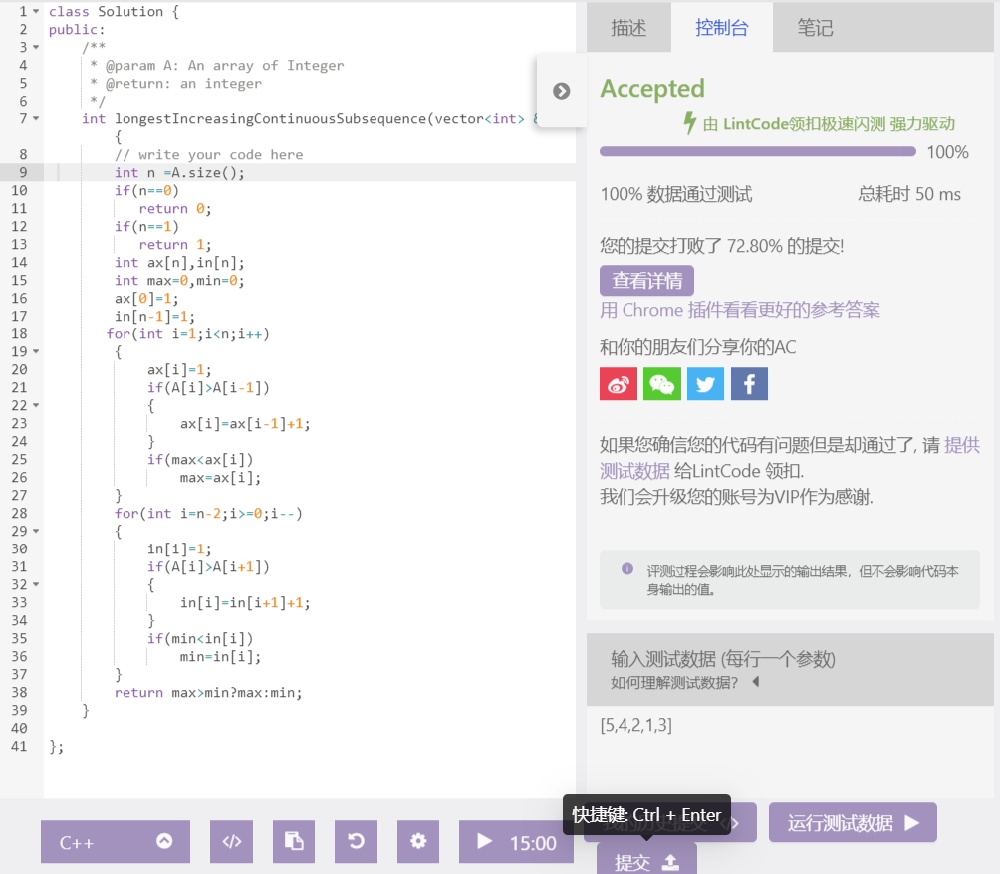 1 class Solution {
2 public:
3 /**
4 * @param A: An array of Integer
5 * @return: an integer
6 */
7 int longestIncreasingContinuousSubsequence(vector<int> &
{
8 // write your code here
9 int n =A.size();
10 if(n==0)
11 return 0;
12 if(n==1)
13 return 1;
14 int ax[n],in[n];
15 int max=0,min=0;
16 ax[0]=1;
17 in[n-1]=1;
18 for(int i=1;i<n;i++)
19 {
20 ax[i]=1;
21 if(A[i]>A[i-1])
22 {
23 ax[i]=ax[i-1]+1;
24 }
25 if(max<ax[i])
26 max=ax[i];
27 }
28 for(int i=n-2;i>=0;i--)
29 {
30 in[i]=1;
31 if(A[i]>A[i+1])
32 {
33 in[i]=in[i+1]+1;
34 }
35 if(min<in[i])
36 min=in[i];
37 }
38 return max>min?max:min;
39 }
40
41 };
C++
</>
15:00
描述 控制台 笔记
Accepted
由 LintCode领扣极速闪测 强力驱动
100%
100% 数据通过测试 总耗时 50 ms
您的提交打败了 72.80% 的提交!
查看详情
用 Chrome 插件看看更好的参考答案
和你的朋友们分享你的AC
如果您确信您的代码有问题但是却通过了, 请 提供
测试数据 给LintCode 领扣.
我们会升级您的账号为VIP作为感谢.
评测过程会影响此处显示的输出结果，但不会影响代码本
身输出的值。
输入测试数据 (每行一个参数)
如何理解测试数据?
[5,4,2,1,3]
快捷键: Ctrl + Enter
我的历史提交 </>
运行测试数据
提交